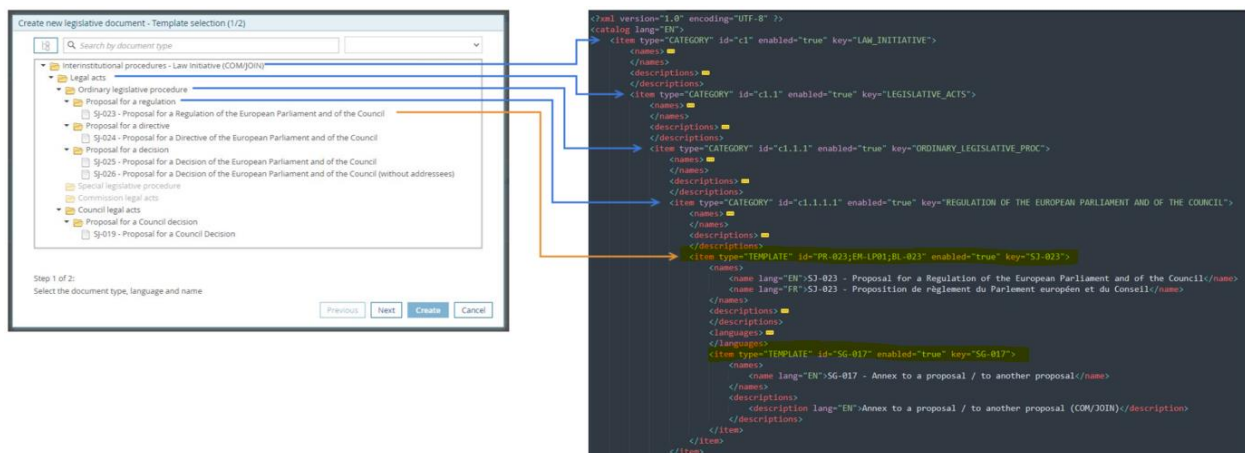 Create new legislative document - Template selection (1/2)
Search by document type
Interinstitutional procedures - Law Initiative (COM/JOIN)
Legal acts
Ordinary legislative procedure
Proposal for a regulation
SJ-023 - Proposal for a Regulation of the European Parliament and of the Council
Proposal for a directive
SJ-024 - Proposal for a Directive of the European Parliament and of the Council
Proposal for a decision
SJ-025 - Proposal for a Decision of the European Parliament and of the Council
SJ-026 - Proposal for a Decision of the European Parliament and of the Council (without addressees)
Special legislative procedure
Commission legal acts
Council legal acts
Proposal for a Council decision
SJ-019 - Proposal for a Council Decision
Step 1 of 2:
Select the document type, language and name
Previous Next Create Cancel
<?xml version="1.0" encoding="UTF-8" ?>
<catalog lang="EN">
<item type="CATEGORY" id="c1" enabled="true" key="LAW_INITIATIVE">
<names>
</names>
<descriptions>
</descriptions>
<item type="CATEGORY" id="c1.1" enabled="true" key="LEGISLATIVE_ACTS">
<names>
</names>
<descriptions>
</descriptions>
<item type="CATEGORY" id="c1.1.1" enabled="true" key="ORDINARY_LEGISLATIVE_PROC">
<names>
</names>
<descriptions>
</descriptions>
<item type="CATEGORY" id="c1.1.1.1" enabled="true" key="REGULATION OF THE EUROPEAN PARLIAMENT AND OF THE COUNCIL">
<names>
</names>
<descriptions>
</descriptions>
<item type="TEMPLATE" id="PR-023;EM-LP01;BL-023" enabled="true" key="SJ-023">
<names>
<name lang="EN">SJ-023 - Proposal for a Regulation of the European Parliament and of the Council</name>
<name lang="FR">SJ-023 - Proposition de règlement du Parlement européen et du Conseil</name>
</names>
<descriptions>
</descriptions>
<languages>
</languages>
<item type="TEMPLATE" id="SG-017" enabled="true" key="SG-017">
<names>
<name lang="EN">SG-017 - Annex to a proposal / to another proposal</name>
</names>
<descriptions>
<description lang="EN">Annex to a proposal / to another proposal (COM/JOIN)</description>
</descriptions>
</item>
</item>
</item>